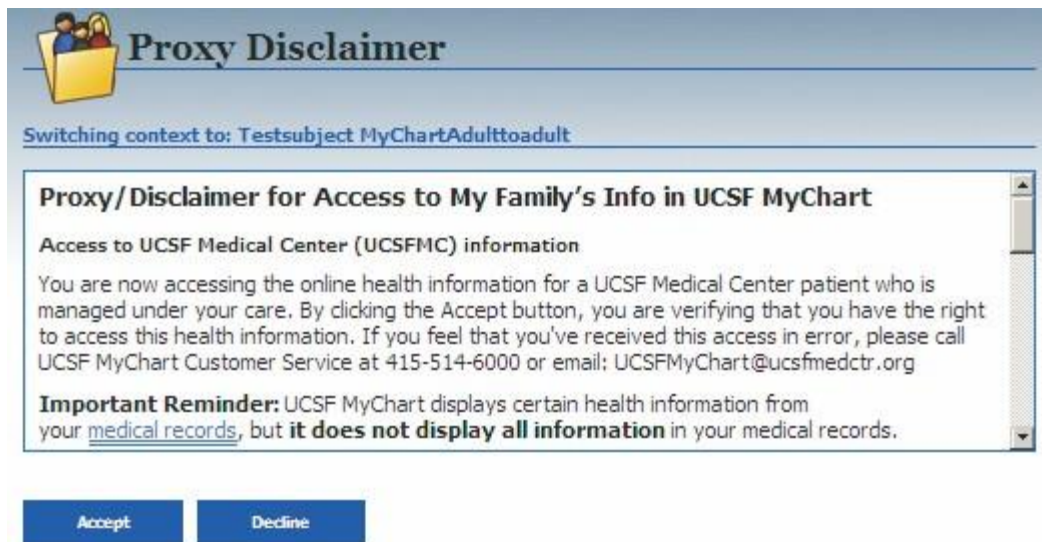 Proxy Disclaimer
Switching context to: Testsubject MyChartAdulttoadult
Proxy/Disclaimer for Access to My Family's Info in UCSF MyChart
Access to UCSF Medical Center (UCSFMC) information
You are now accessing the online health information for a UCSF Medical Center patient who is
managed under your care. By clicking the Accept button, you are verifying that you have the right
to access this health information. If you feel that you've received this access in error, please call
UCSF MyChart Customer Service at 415-514-6000 or email: UCSFMyChart@ucsfmedctr.org
Important Reminder: UCSF MyChart displays certain health information from
your medical records, but it does not display all information in your medical records.
Accept Decline